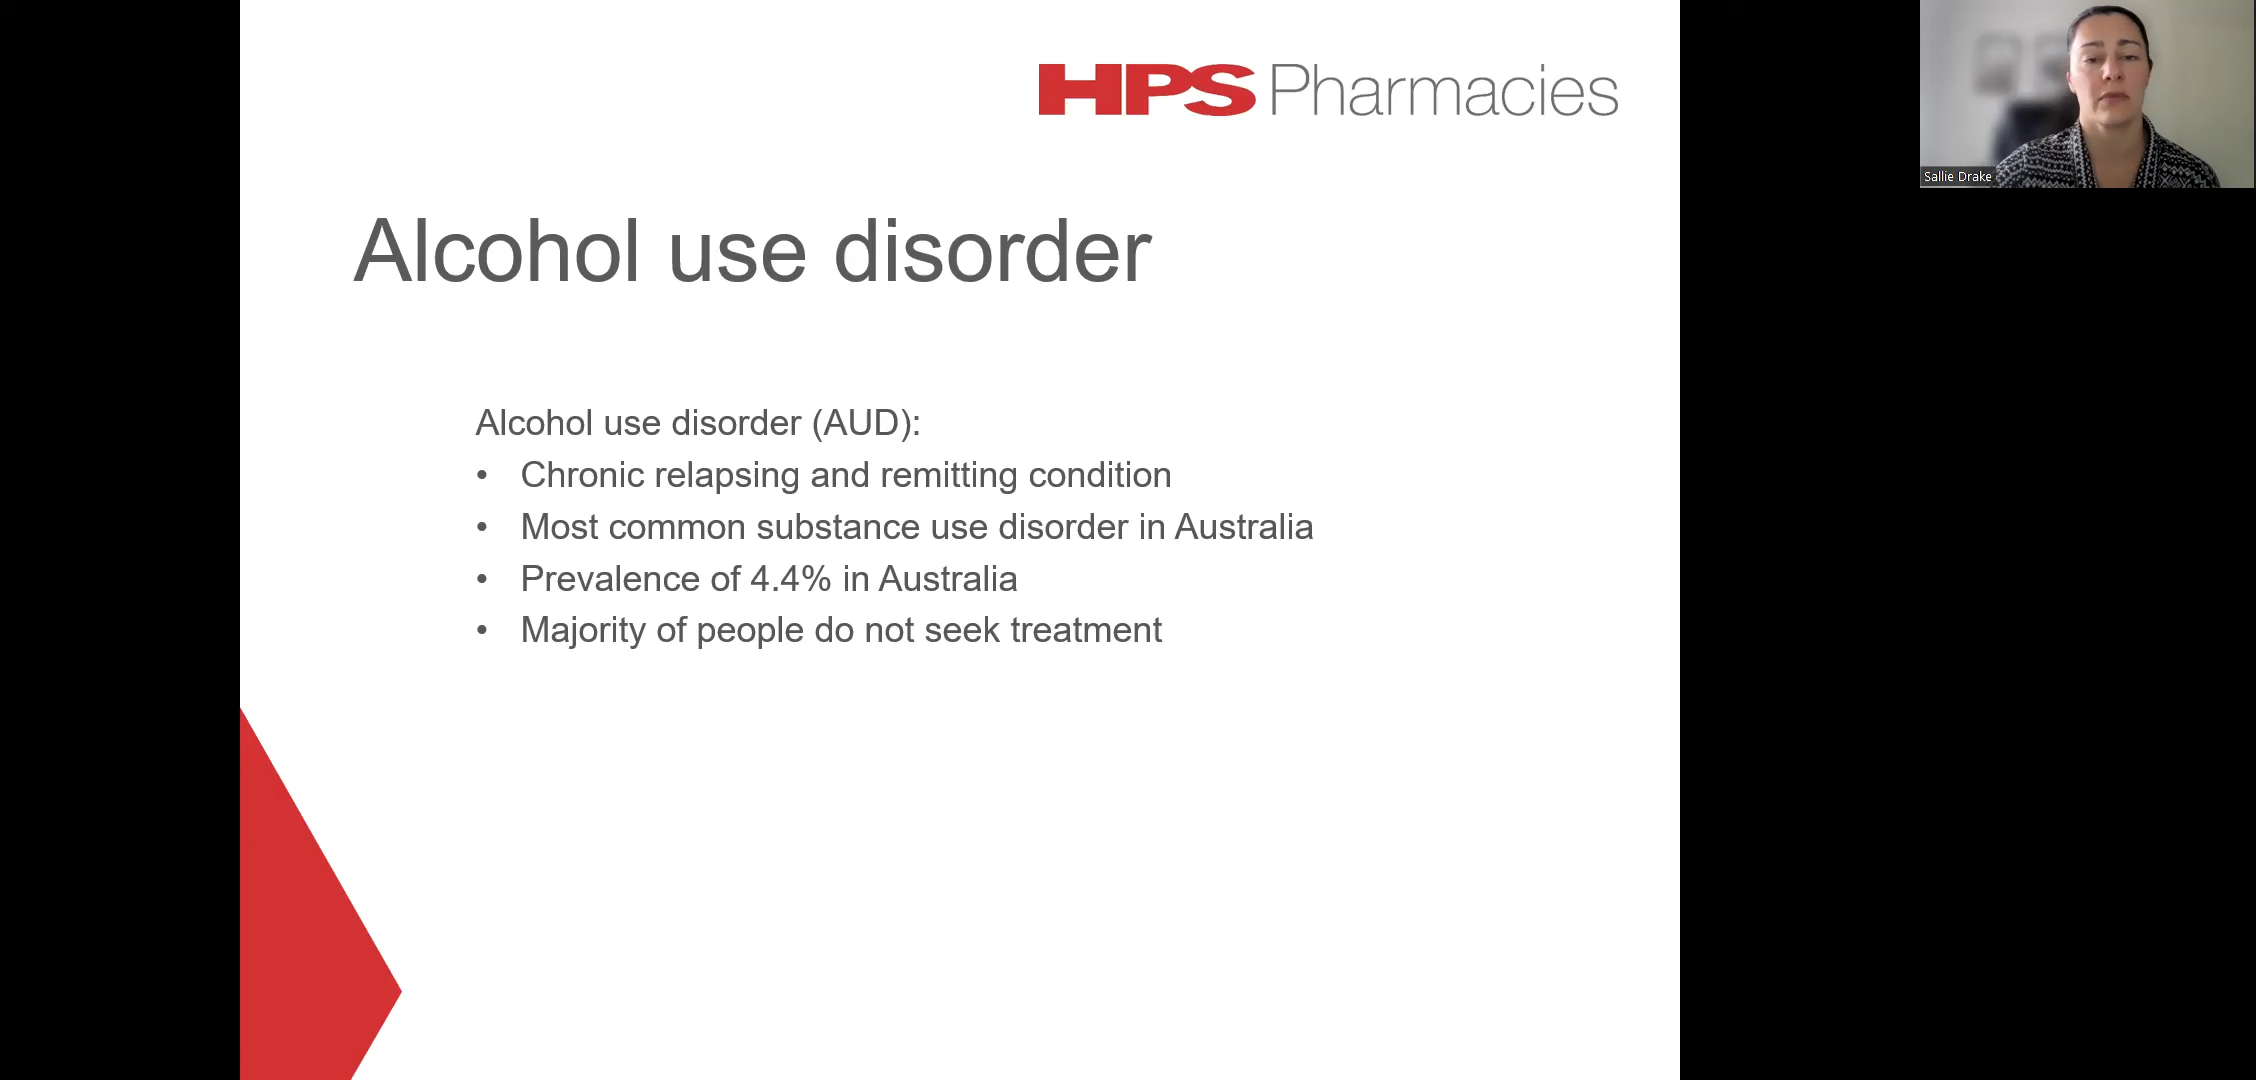 HPS Pharmacies
Sallie Drake
Alcohol use disorder
Alcohol use disorder (AUD):
• Chronic relapsing and remitting condition
• Most common substance use disorder in Australia
• Prevalence of 4.4% in Australia
• Majority of people do not seek treatment